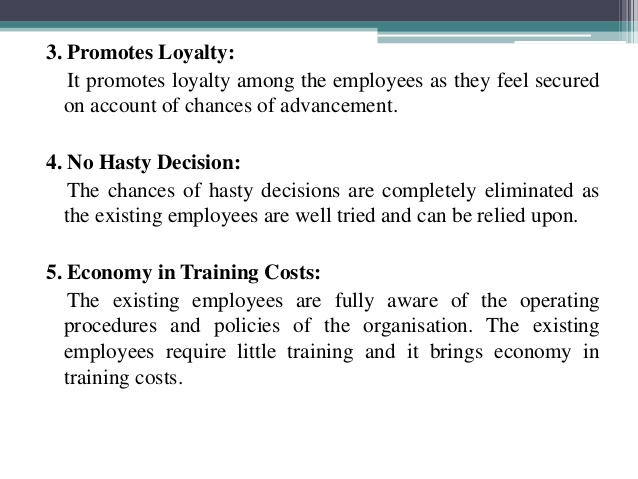 3. Promotes Loyalty:
It promotes loyalty among the employees as they feel secured
on account of chances of advancement.
4. No Hasty Decision:
The chances of hasty decisions are completely eliminated as
the existing employees are well tried and can be relied upon.
5. Economy in Training Costs:
The existing employees are fully aware of the operating
procedures and policies of the organisation. The existing
employees require little training and it brings economy in
training costs.